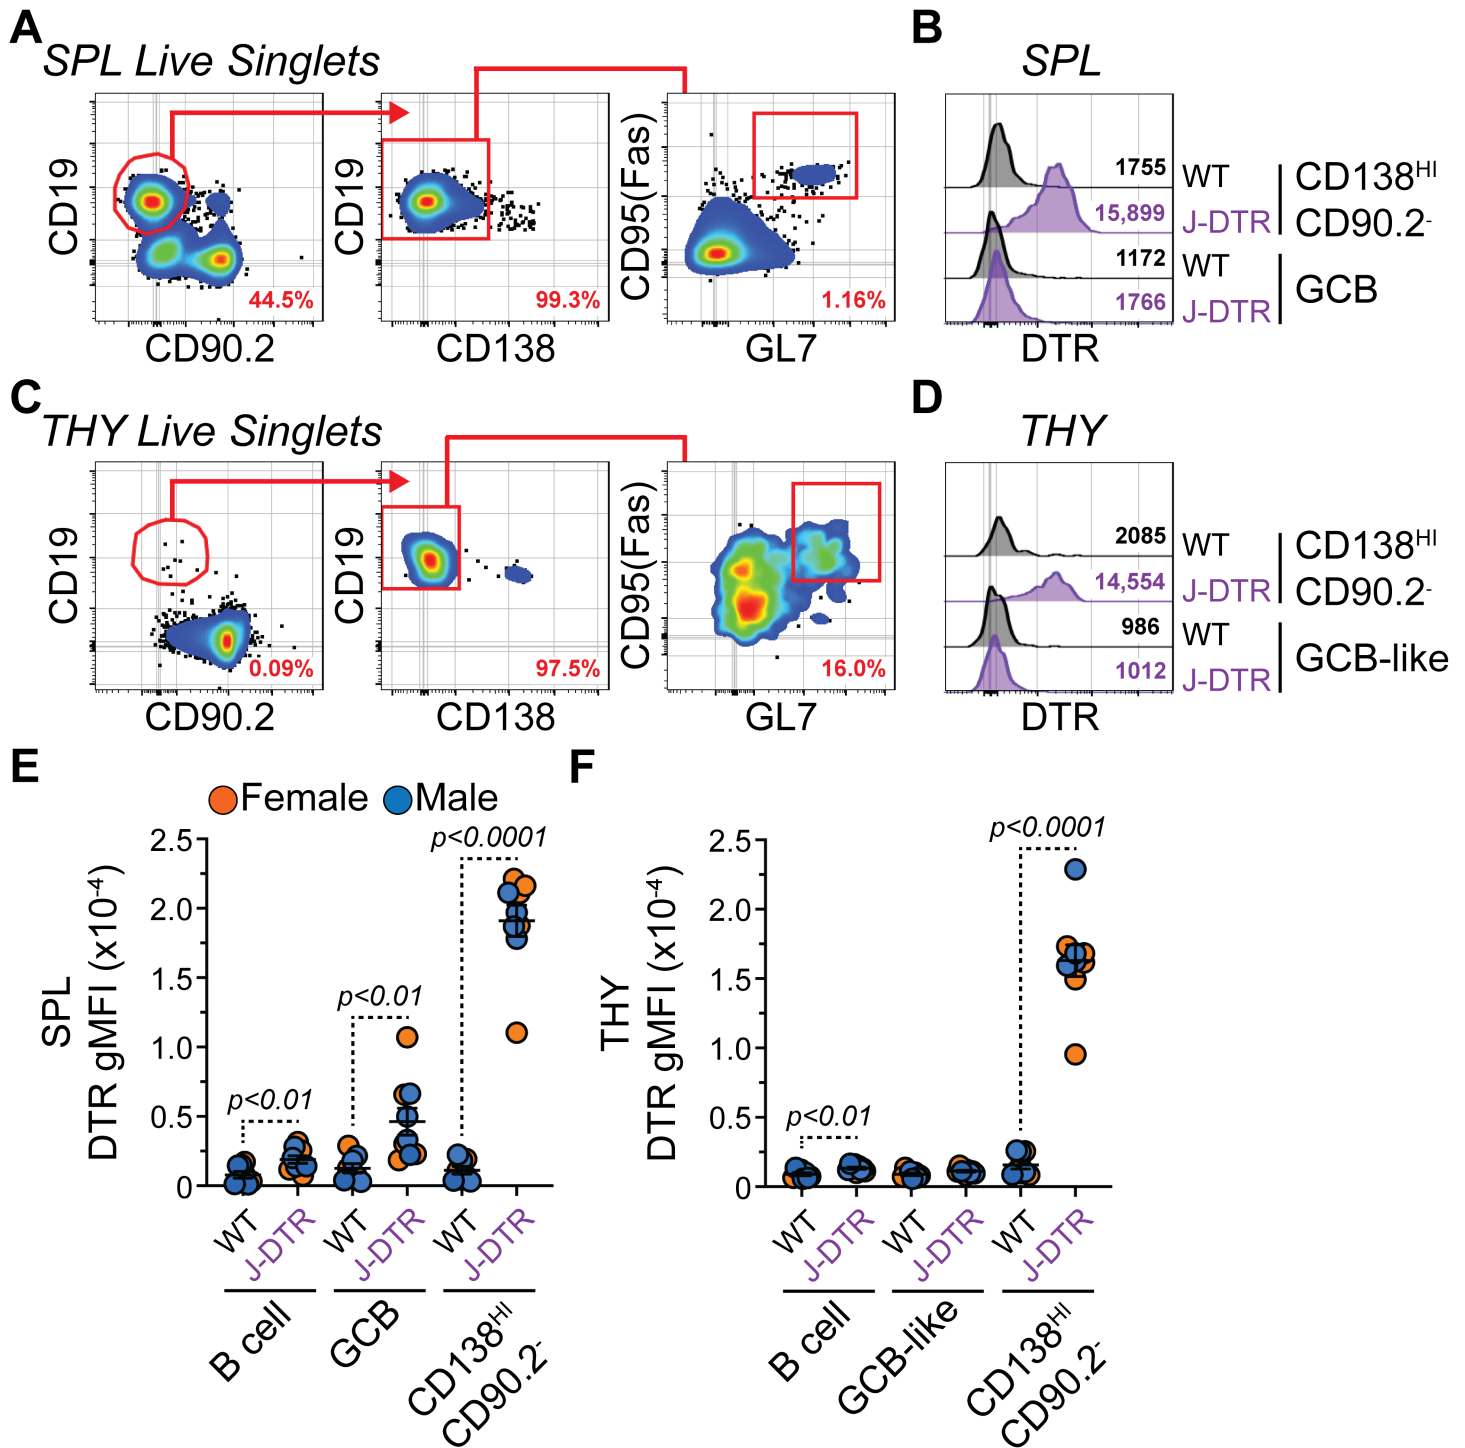 A
SPL Live Singlets
CD19
CD90.2
44.5%
CD19
CD138
99.3%
CD95(Fas)
GL7
1.16%
B
SPL
1755 WT
15,899 J-DTR
CD138HI
CD90.2-
1172 WT
1766 J-DTR
GCB
DTR
C
THY Live Singlets
CD19
CD90.2
0.09%
CD19
CD138
97.5%
CD95(Fas)
GL7
16.0%
D
THY
2085 WT
14,554 J-DTR
CD138HI
CD90.2-
986 WT
1012 J-DTR
GCB-like
DTR
E
Female Male
SPL
DTR gMFI (x10-4)
2.5
2.0
1.5
1.0
0.5
0
p<0.01
p<0.01
p<0.0001
WT J-DTR WT J-DTR WT J-DTR
B cell
GCB
CD138HI
CD90.2-
F
THY
DTR gMFI (x10-4)
2.5
2.0
1.5
1.0
0.5
0
p<0.01
p<0.0001
WT J-DTR WT J-DTR WT J-DTR
B cell
GCB-like
CD138HI
CD90.2-